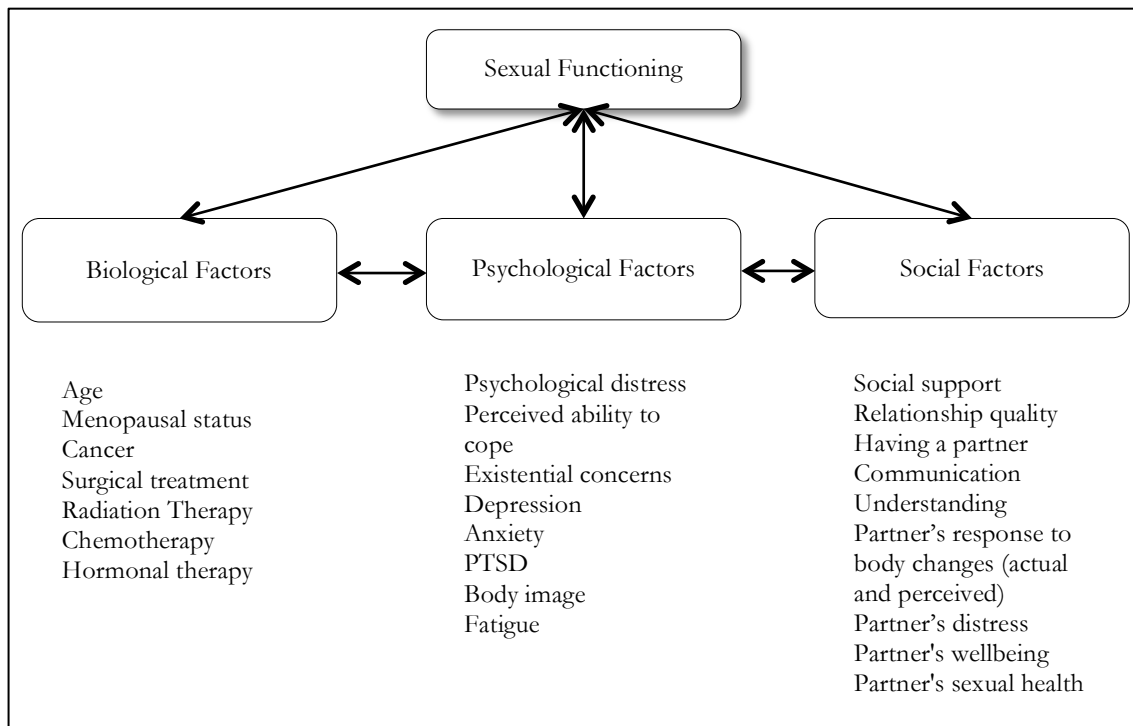 Sexual Functioning
Biological Factors
Psychological Factors
Social Factors
Age
Menopausal status
Cancer
Surgical treatment
Radiation Therapy
Chemotherapy
Hormonal therapy
Psychological distress
Perceived ability to
cope
Existential concerns
Depression
Anxiety
PTSD
Body image
Fatigue
Social support
Relationship quality
Having a partner
Communication
Understanding
Partner’s response to
body changes (actual
and perceived)
Partner’s distress
Partner's wellbeing
Partner's sexual health